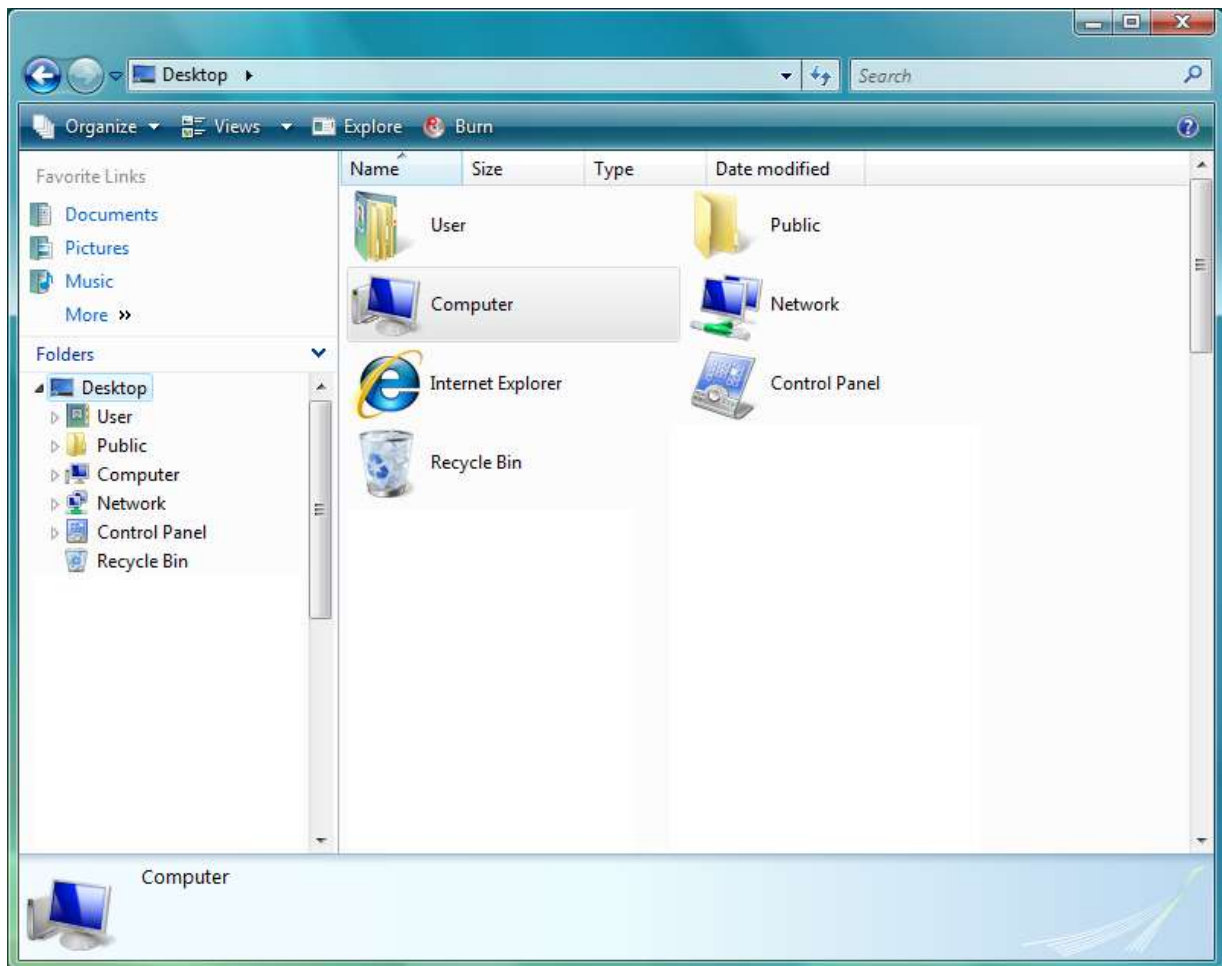 Desktop
Search
Organize Views Explore Burn
Favorite Links
Documents
Pictures
Music
More »
Folders
Desktop
User
Public
Computer
Network
Control Panel
Recycle Bin
Name Size Type Date modified
User Public
Computer Network
Internet Explorer Control Panel
Recycle Bin
Computer